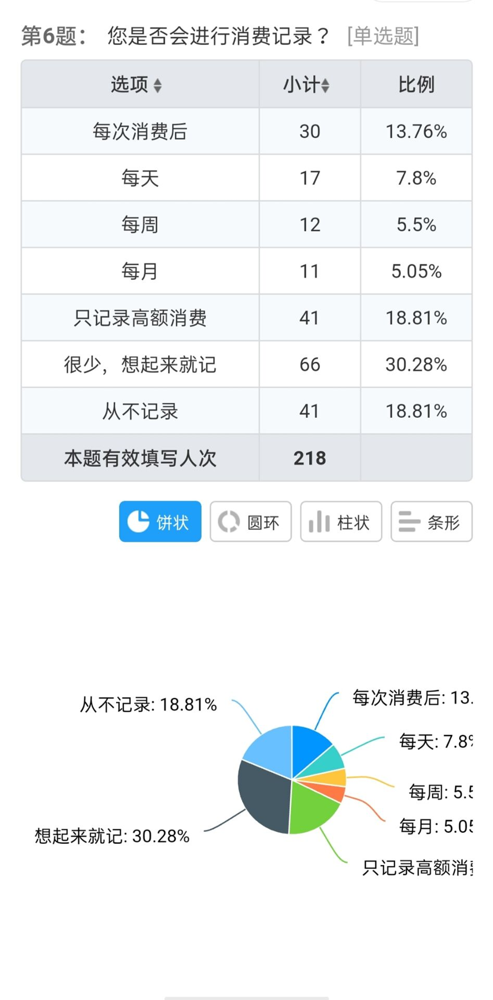 第6题： 您是否会进行消费记录？ [单选题]
选项 小计 比例
每次消费后 30 13.76%
每天 17 7.8%
每周 12 5.5%
每月 11 5.05%
只记录高额消费 41 18.81%
很少，想起来就记 66 30.28%
从不记录 41 18.81%
本题有效填写人次 218
饼状 圆环 柱状 条形
从不记录: 18.81%
每次消费后: 13.
每天: 7.8%
每周: 5.5
每月: 5.05
想起来就记: 30.28%
只记录高额消费